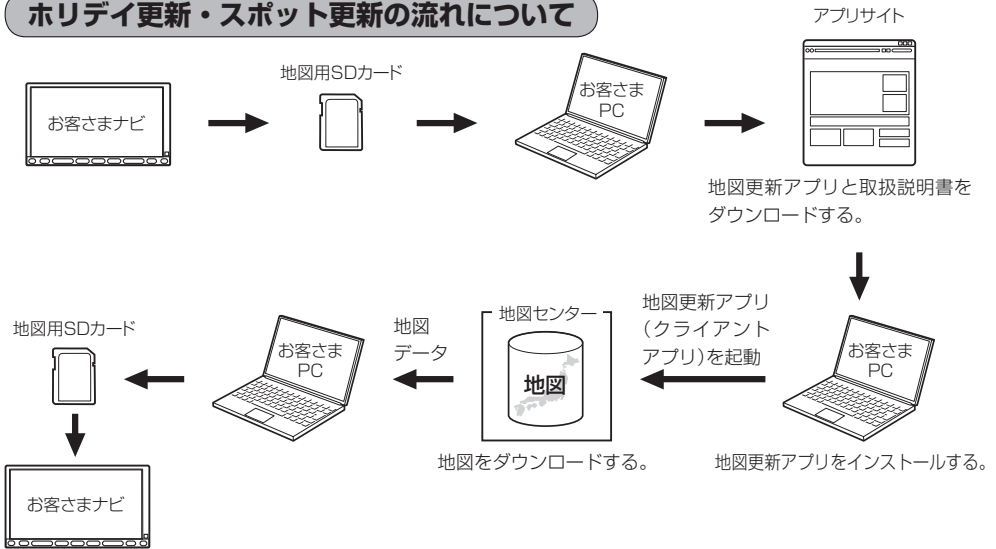 ホリデイ更新・スポット更新の流れについて
アプリサイト
地図用SDカード
お客さまナビ
お客さま
PC
地図更新アプリと取扱説明書を
ダウンロードする。
地図用SDカード
お客さま
PC
地図
データ
地図センター
地図
地図更新アプリ
(クライアント
アプリ)を起動
お客さま
PC
地図をダウンロードする。
地図更新アプリをインストールする。
お客さまナビ